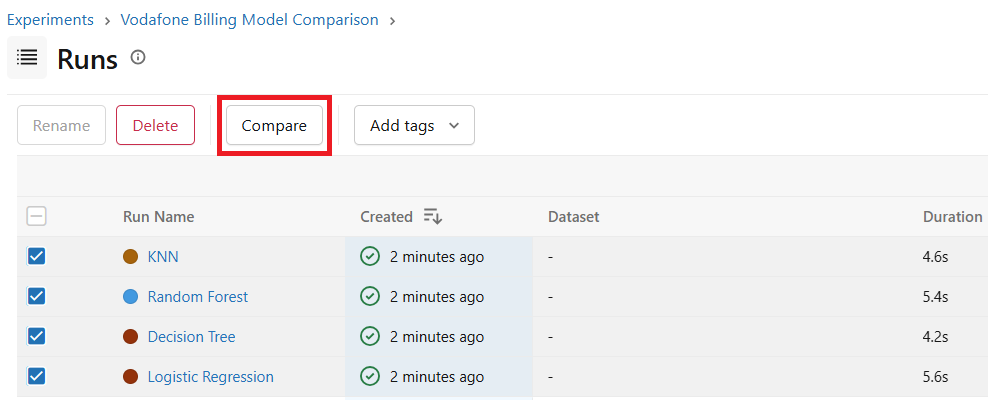 Experiments > Vodafone Billing Model Comparison >
Runs
Rename Delete Compare Add tags
Run Name Created Dataset Duration
KNN 2 minutes ago - 4.6s
Random Forest 2 minutes ago - 5.4s
Decision Tree 2 minutes ago - 4.2s
Logistic Regression 2 minutes ago - 5.6s